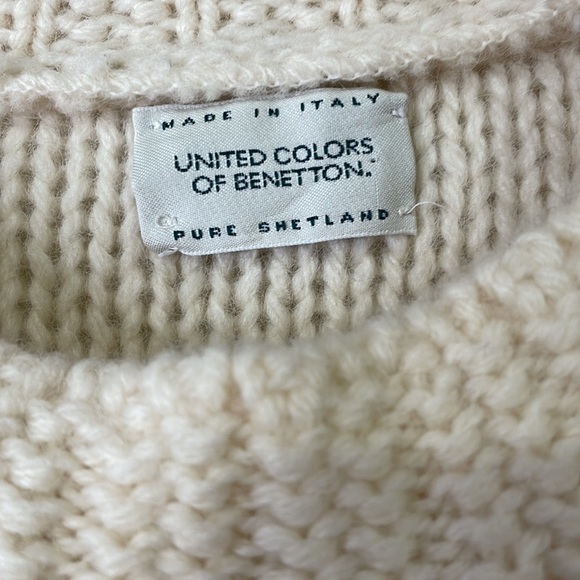 MADE IN ITALY
UNITED COLORS
OF BENETTON.
PURE SHETLAND